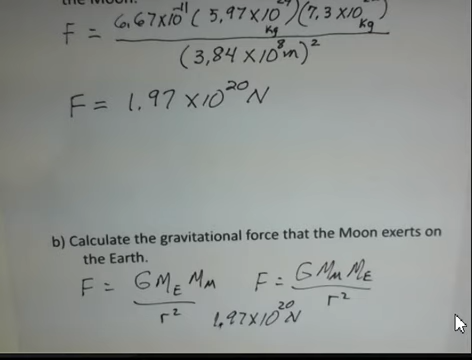 the Moon.
F = 6,67x10^-11 (5,97x10^24 kg)(7,3x10 kg) / (3,84 x10^8 m)^2
F = 1.97 x10^20 N
b) Calculate the gravitational force that the Moon exerts on
the Earth.
F = G M_E M_m / r^2   F = G M_m M_E / r^2
1,97x10^20 N